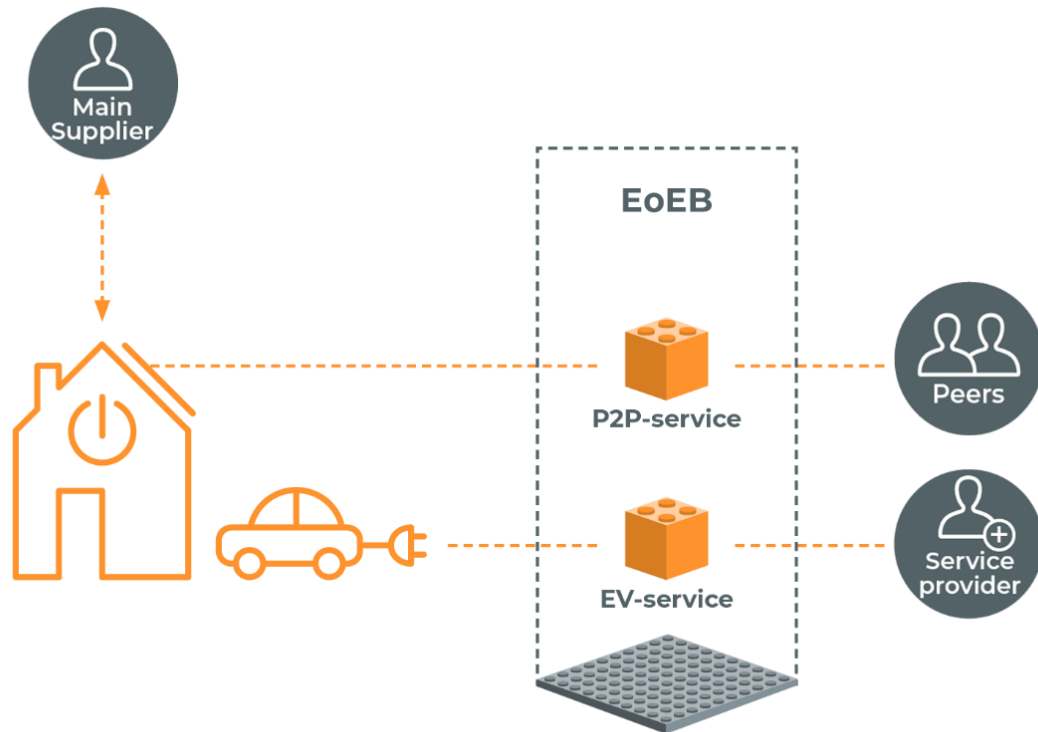 Main
Supplier
EoEB
P2P-service
Peers
EV-service
Service
provider